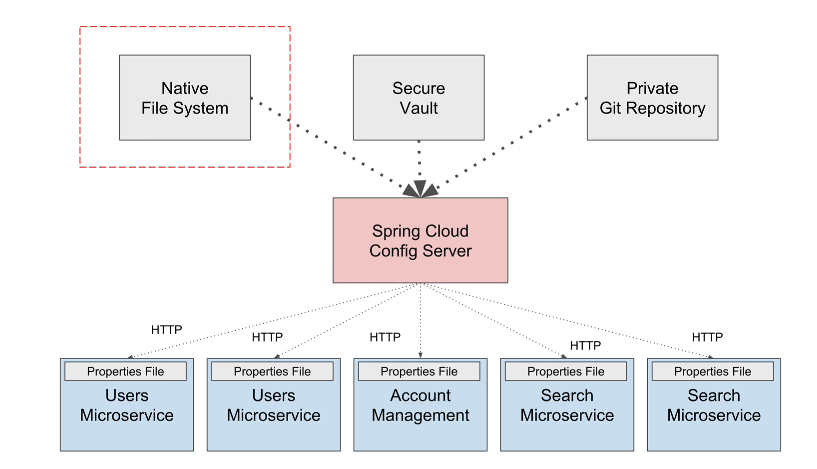 Native
File System
Secure
Vault
Private
Git Repository
Spring Cloud
Config Server
HTTP
HTTP
HTTP
HTTP
HTTP
Properties File
Users
Microservice
Properties File
Users
Microservice
Properties File
Account
Management
Properties File
Search
Microservice
Properties File
Search
Microservice